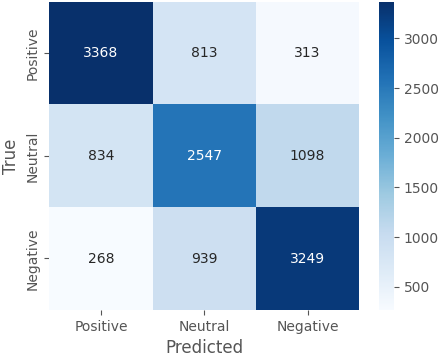 Positive 3368 813 313
Neutral 834 2547 1098
Negative 268 939 3249
Positive Neutral Negative
Predicted
True
3000
2500
2000
1500
1000
500